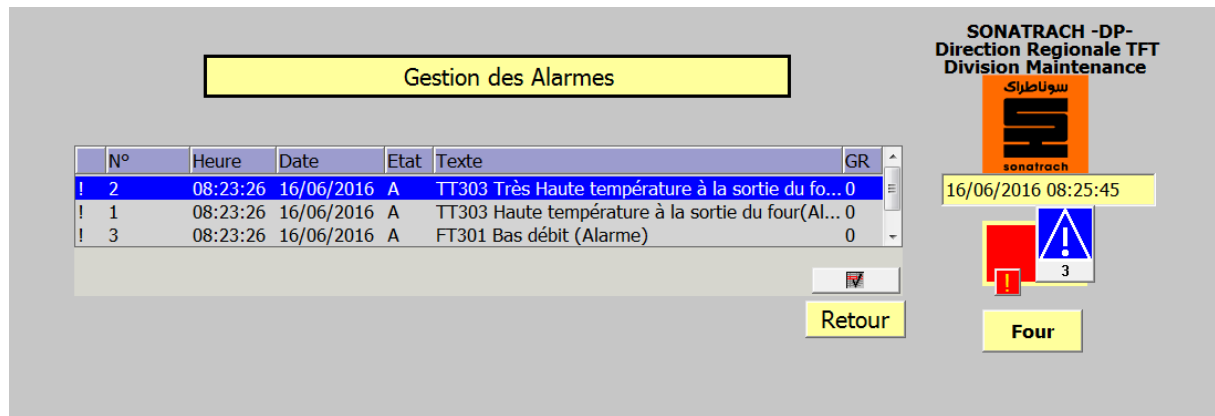 SONATRACH -DP-
Direction Regionale TFT
Division Maintenance
Gestion des Alarmes
سوناطراك
sonatrach
N° Heure Date Etat Texte GR
! 2 08:23:26 16/06/2016 A TT303 Très Haute température à la sortie du fo... 0
! 1 08:23:26 16/06/2016 A TT303 Haute température à la sortie du four(Al... 0
! 3 08:23:26 16/06/2016 A FT301 Bas débit (Alarme) 0
16/06/2016 08:25:45
!
3
!
Retour
Four